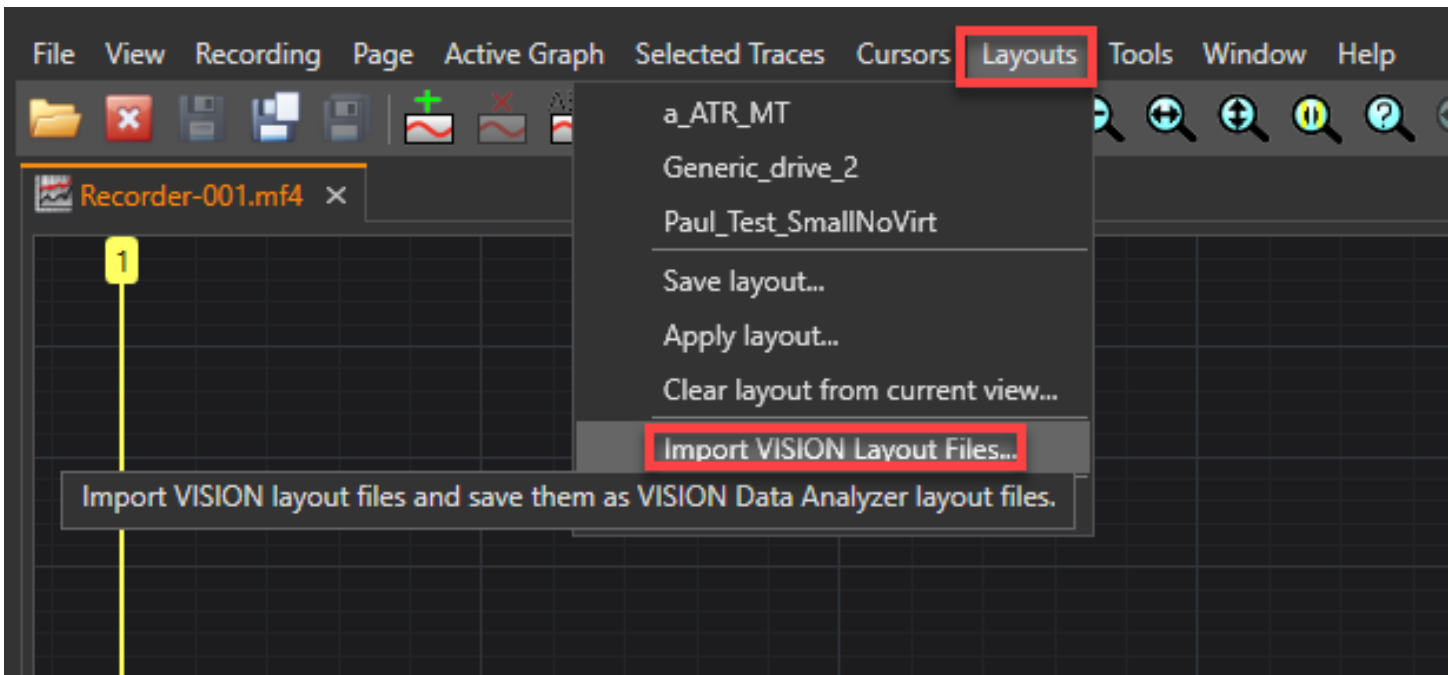 File View Recording Page Active Graph Selected Traces Cursors Layouts Tools Window Help
a_ATR_MT
Generic_drive_2
Recorder-001.mf4 ×
Paul_Test_SmallNoVirt
1
Save layout...
Apply layout...
Clear layout from current view...
Import VISION Layout Files...
Import VISION layout files and save them as VISION Data Analyzer layout files.